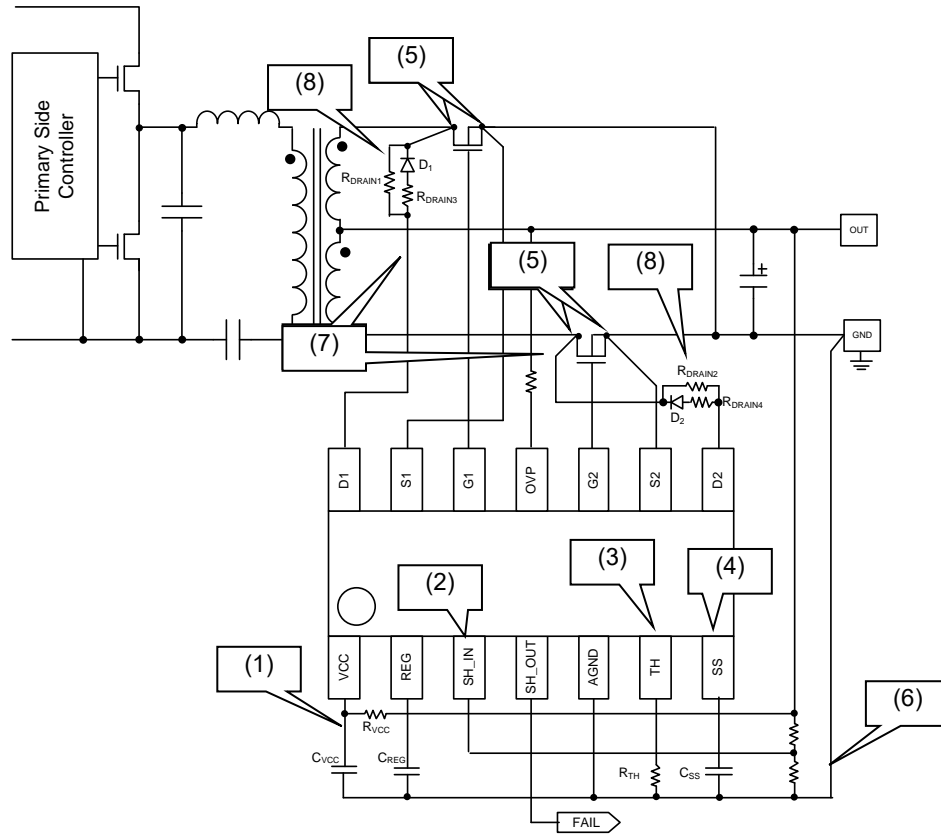 Primary Side
Controller
(5)
(8)
D1
RDRAIN1
RDRAIN3
OUT
(5)
(8)
+
(7)
GND
RDRAIN2
RDRAIN4
D2
D1
S1
G1
OVP
G2
S2
D2
(2)
(3)
(4)
(1)
VCC
REG
SH_IN
SH_OUT
AGND
TH
SS
(6)
RVCC
CVCC
CREG
RTH
CSS
FAIL